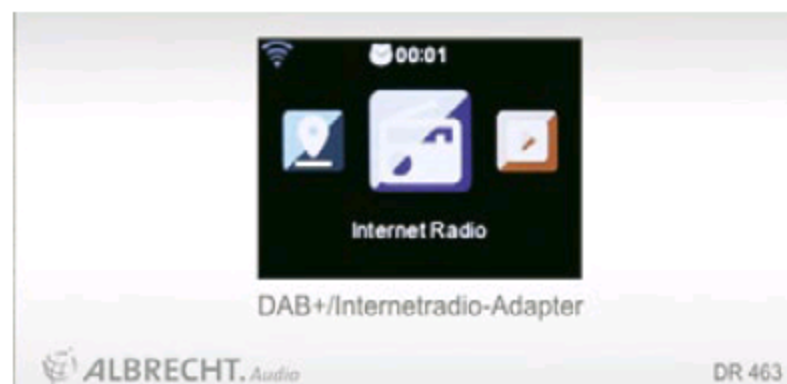 00:01
Internet Radio
DAB+/Internetradio-Adapter
ALBRECHT. Audio
DR 463